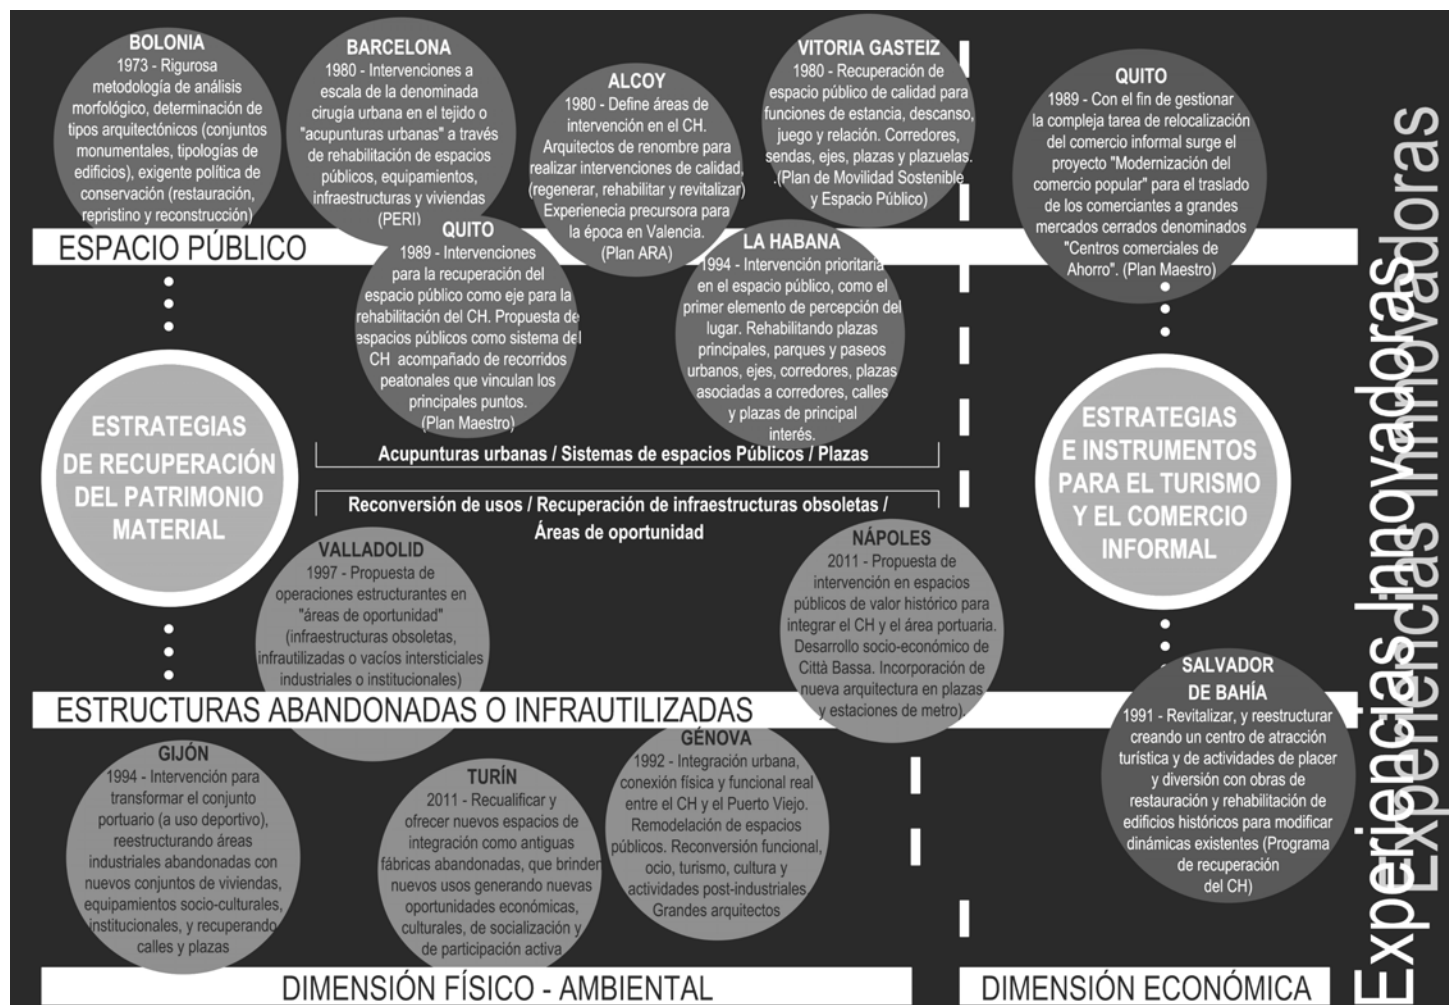 BOLONIA
1973 - Rigurosa
metodología de análisis
morfológico, determinación de
tipos arquitectónicos (conjuntos
monumentales, tipologías de
edificios), exigente política de
conservación (restauración,
repristino y reconstrucción)
BARCELONA
1980 - Intervenciones a
escala de la denominada
cirugía urbana en el tejido o
"acupunturas urbanas" a través
de rehabilitación de espacios
públicos, equipamientos,
infraestructuras y viviendas
(PERI)
ALCOY
1980 - Define áreas de
intervención en el CH.
Arquitectos de renombre para
realizar intervenciones de calidad,
(regenerar, rehabilitar y revitalizar)
Experienecia precursora para
la época en Valencia.
(Plan ARA)
VITORIA GASTEIZ
1980 - Recuperación de
espacio público de calidad para
funciones de estancia, descanso,
juego y relación. Corredores,
sendas, ejes, plazas y plazuelas.
.(Plan de Movilidad Sostenible
y Espacio Público)
QUITO
1989 - Con el fin de gestionar
la compleja tarea de relocalización
del comercio informal surge el
proyecto "Modernización del
comercio popular" para el traslado
de los comerciantes a grandes
mercados cerrados denominados
"Centros comerciales de
Ahorro". (Plan Maestro)
ESPACIO PÚBLICO
QUITO
1989 - Intervenciones
para la recuperación del
espacio público como eje para la
rehabilitación del CH. Propuesta de
espacios públicos como sistema del
CH acompañado de recorridos
peatonales que vinculan los
principales puntos.
(Plan Maestro)
LA HABANA
1994 - Intervención prioritaria
en el espacio público, como el
primer elemento de percepción del
lugar. Rehabilitando plazas
principales, parques y paseos
urbanos, ejes, corredores, plazas
asociadas a corredores, calles
y plazas de principal
interés.
ESTRATEGIAS
DE RECUPERACIÓN
DEL PATRIMONIO
MATERIAL
Acupunturas urbanas / Sistemas de espacios Públicos / Plazas
Reconversión de usos / Recuperación de infraestructuras obsoletas /
Áreas de oportunidad
ESTRATEGIAS
E INSTRUMENTOS
PARA EL TURISMO
Y EL COMERCIO
INFORMAL
VALLADOLID
1997 - Propuesta de
operaciones estructurantes en
"áreas de oportunidad"
(infraestructuras obsoletas,
infrautilizadas o vacíos intersticiales
industriales o institucionales)
NÁPOLES
2011 - Propuesta de
intervención en espacios
públicos de valor histórico para
integrar el CH y el área portuaria.
Desarrollo socio-económico de
Città Bassa. Incorporación de
nueva arquitectura en plazas
y estaciones de metro).
ESTRUCTURAS ABANDONADAS O INFRAUTILIZADAS
GIJÓN
1994 - Intervención para
transformar el conjunto
portuario (a uso deportivo),
reestructurando áreas
industriales abandonadas con
nuevos conjuntos de viviendas,
equipamientos socio-culturales,
institucionales, y recuperando
calles y plazas
TURÍN
2011 - Recualificar y
ofrecer nuevos espacios de
integración como antiguas
fábricas abandonadas, que brinden
nuevos usos generando nuevas
oportunidades económicas,
culturales, de socialización y
de participación activa
GÉNOVA
1992 - Integración urbana,
conexión física y funcional real
entre el CH y el Puerto Viejo.
Remodelación de espacios
públicos. Reconversión funcional,
ocio, turismo, cultura y
actividades post-industriales
Grandes arquitectos
SALVADOR
DE BAHÍA
1991 - Revitalizar, y reestructurar
creando un centro de atracción
turística y de actividades de placer
y diversión con obras de
restauración y rehabilitación de
edificios históricos para modificar
dinámicas existentes (Programa
de recuperación
del CH)
DIMENSIÓN FÍSICO - AMBIENTAL
DIMENSIÓN ECONÓMICA
Experiencias Innovadoras
Experiencias Innovadoras